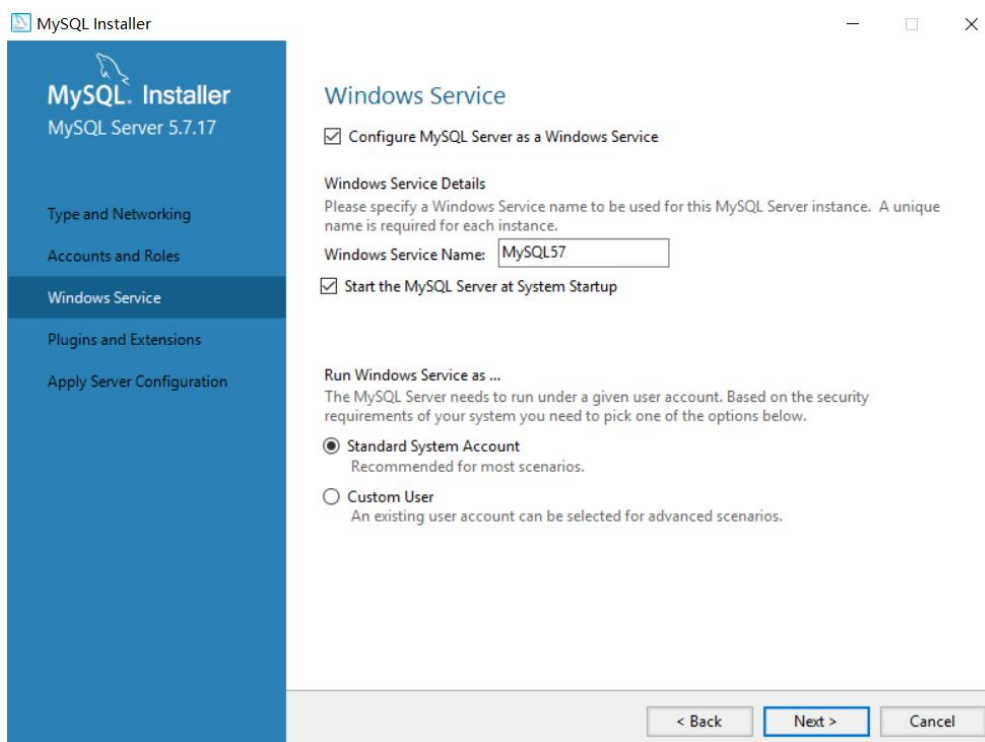 MySQL Installer
MySQL. Installer
MySQL Server 5.7.17
Type and Networking
Accounts and Roles
Windows Service
Plugins and Extensions
Apply Server Configuration
Windows Service
Configure MySQL Server as a Windows Service
Windows Service Details
Please specify a Windows Service name to be used for this MySQL Server instance. A unique
name is required for each instance.
Windows Service Name: MySQL57
Start the MySQL Server at System Startup
Run Windows Service as ...
The MySQL Server needs to run under a given user account. Based on the security
requirements of your system you need to pick one of the options below.
Standard System Account
Recommended for most scenarios.
Custom User
An existing user account can be selected for advanced scenarios.
< Back Next > Cancel